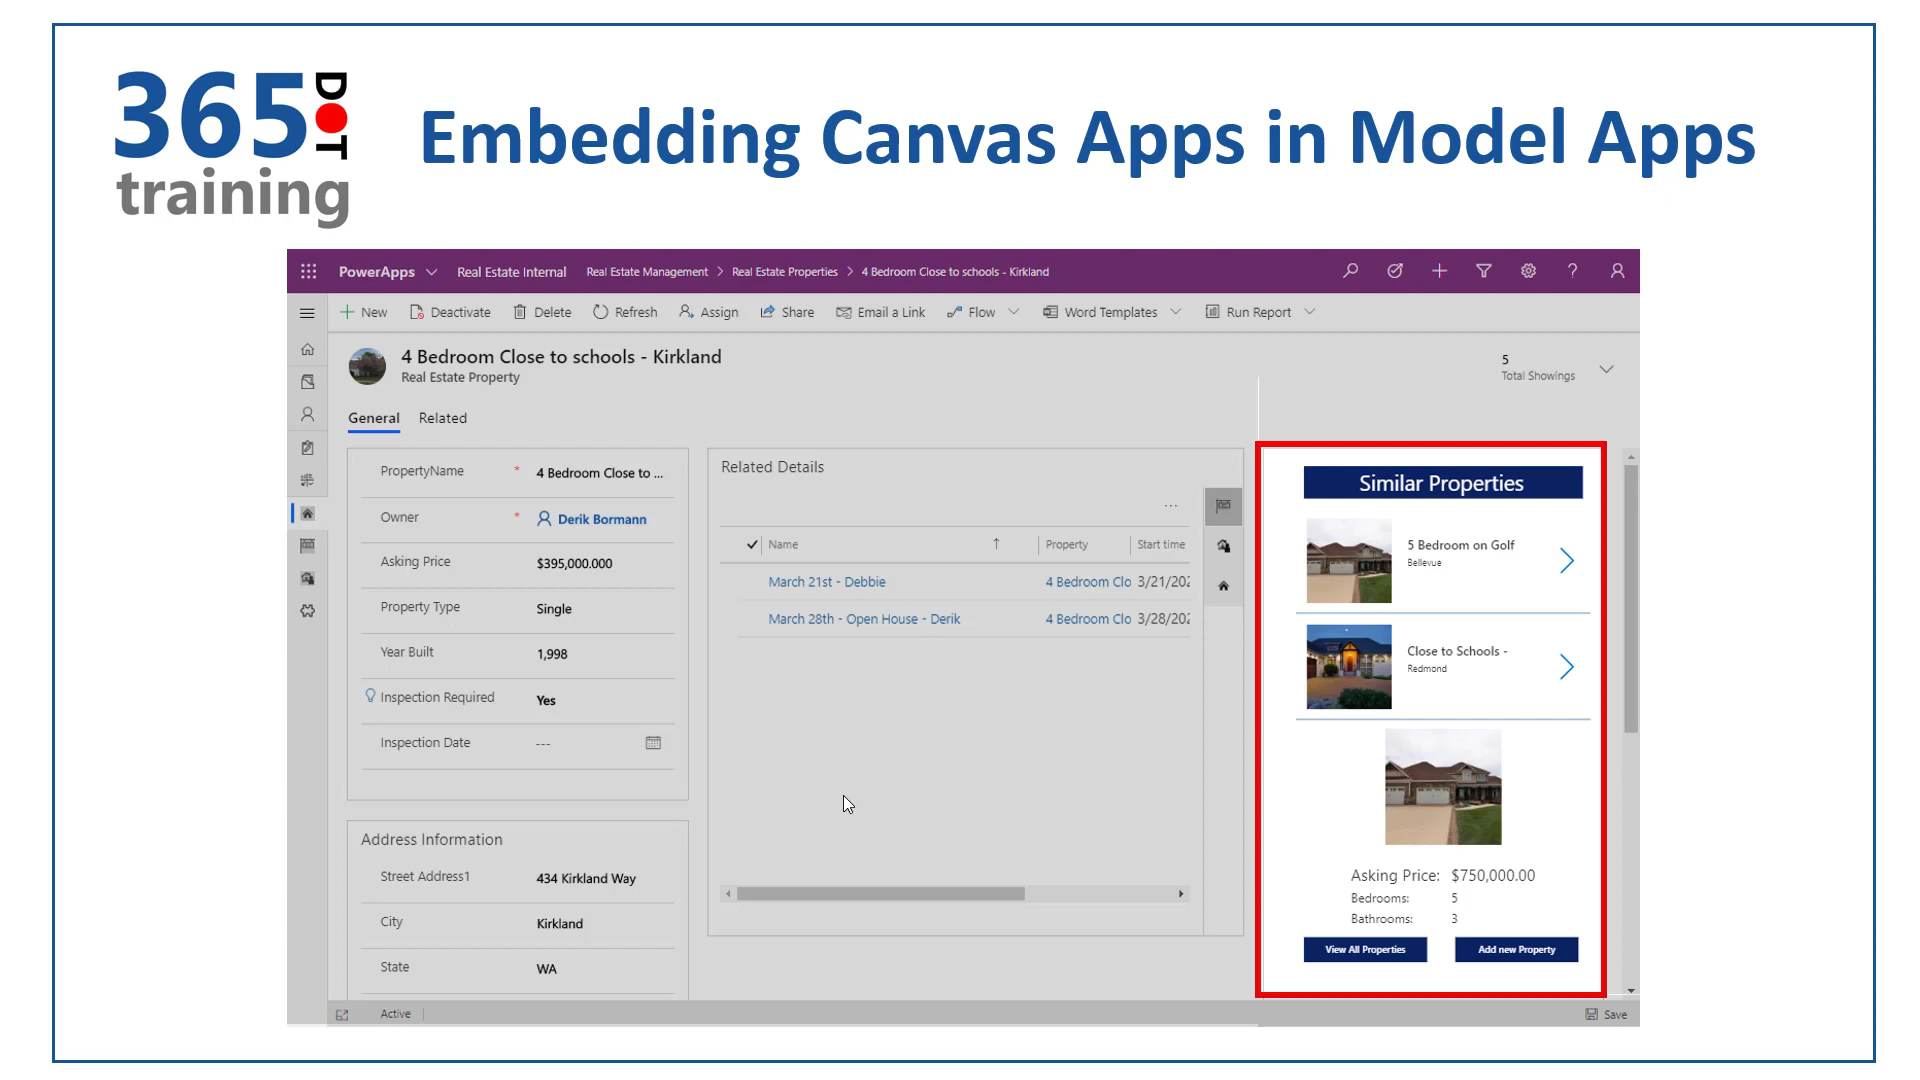 365 DOT
training
Embedding Canvas Apps in Model Apps
PowerApps Real Estate Internal Real Estate Management > Real Estate Properties > 4 Bedroom Close to schools - Kirkland
New Deactivate Delete Refresh Assign Share Email a Link Flow Word Templates Run Report
4 Bedroom Close to schools - Kirkland
Real Estate Property
5
Total Showings
General Related
PropertyName * 4 Bedroom Close to ...
Owner * Derik Bormann
Asking Price $395,000.000
Property Type Single
Year Built 1,998
Inspection Required Yes
Inspection Date ---
Address Information
Street Address1 434 Kirkland Way
City Kirkland
State WA
Related Details
...
Name Property Start time
March 21st - Debbie 4 Bedroom Clo 3/21/202
March 28th - Open House - Derik 4 Bedroom Clo 3/28/202
Similar Properties
5 Bedroom on Golf
Bellevue
Close to Schools -
Redmond
Asking Price: $750,000.00
Bedrooms: 5
Bathrooms: 3
View All Properties Add new Property
Active Save